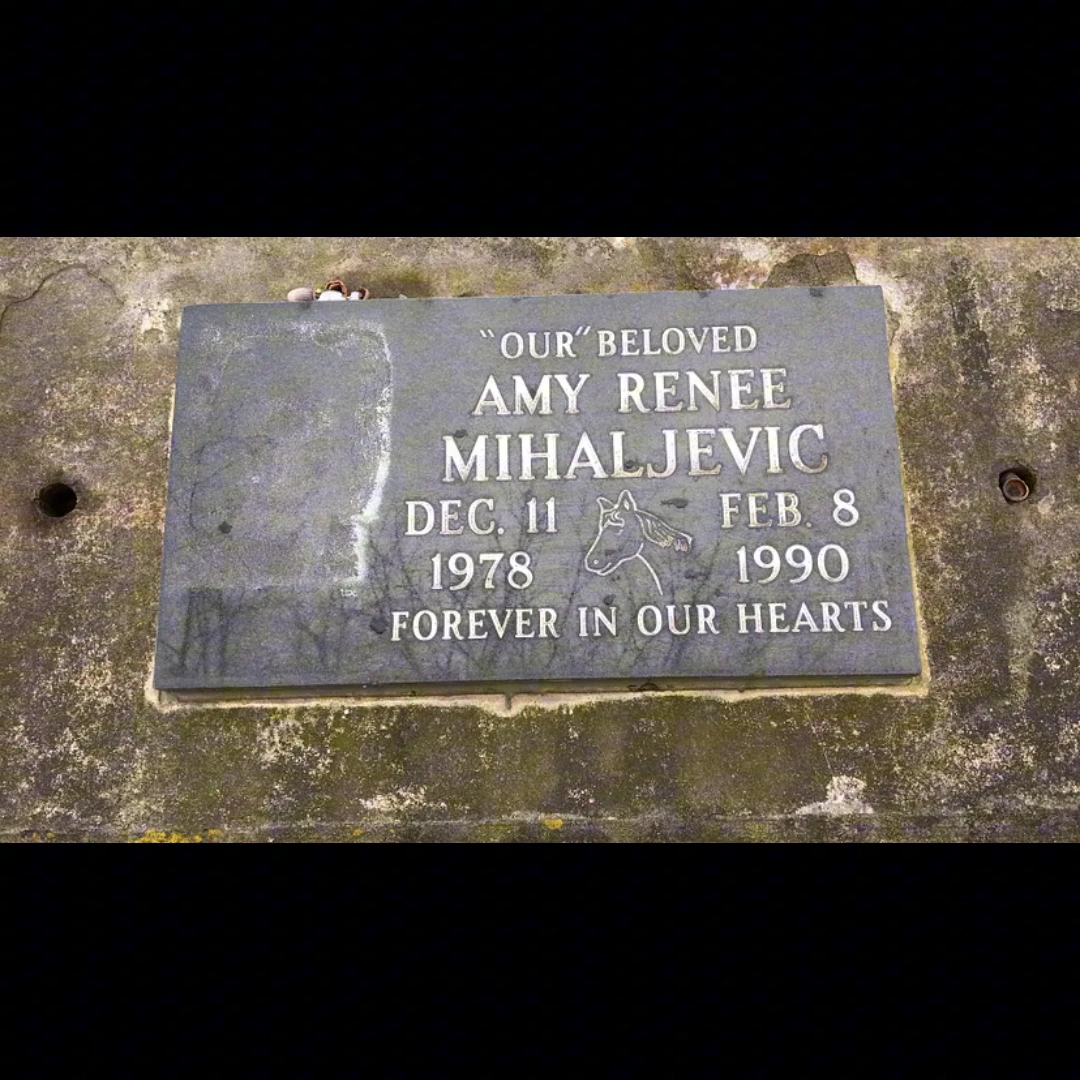 “OUR” BELOVED
AMY RENEE
MIHALJEVIC
DEC. 11 FEB. 8
1978 1990
FOREVER IN OUR HEARTS